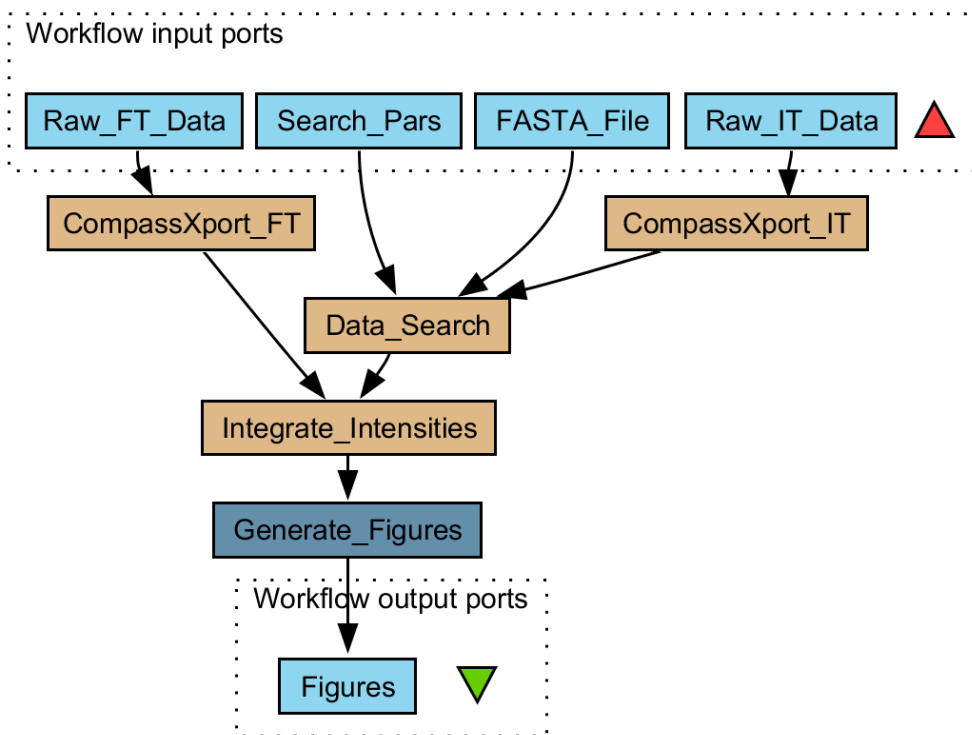 Workflow input ports
Raw_FT_Data
Search_Pars
FASTA_File
Raw_IT_Data
CompassXport_FT
CompassXport_IT
Data_Search
Integrate_Intensities
Generate_Figures
Workflow output ports
Figures